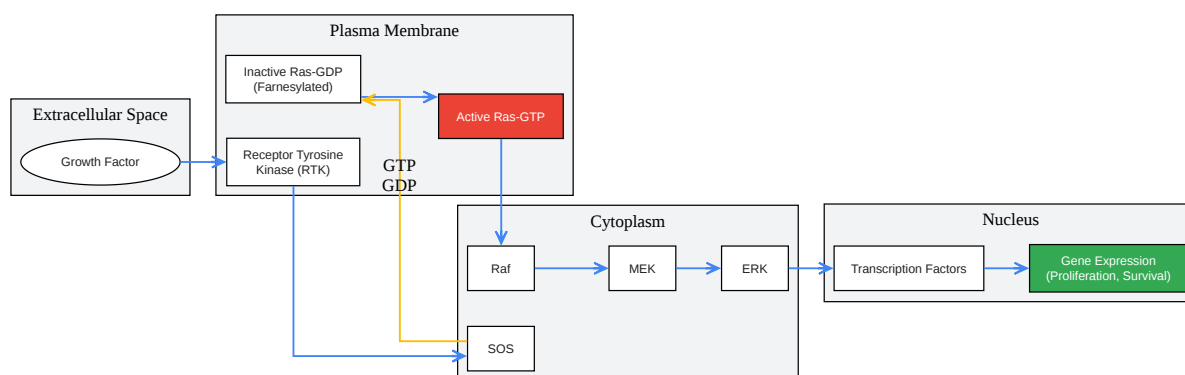 Extracellular Space
Growth Factor
Plasma Membrane
Inactive Ras-GDP
(Farnesylated)
Active Ras-GTP
Receptor Tyrosine
Kinase (RTK)
GTP
GDP
Cytoplasm
Raf
MEK
ERK
SOS
Nucleus
Transcription Factors
Gene Expression
(Proliferation, Survival)